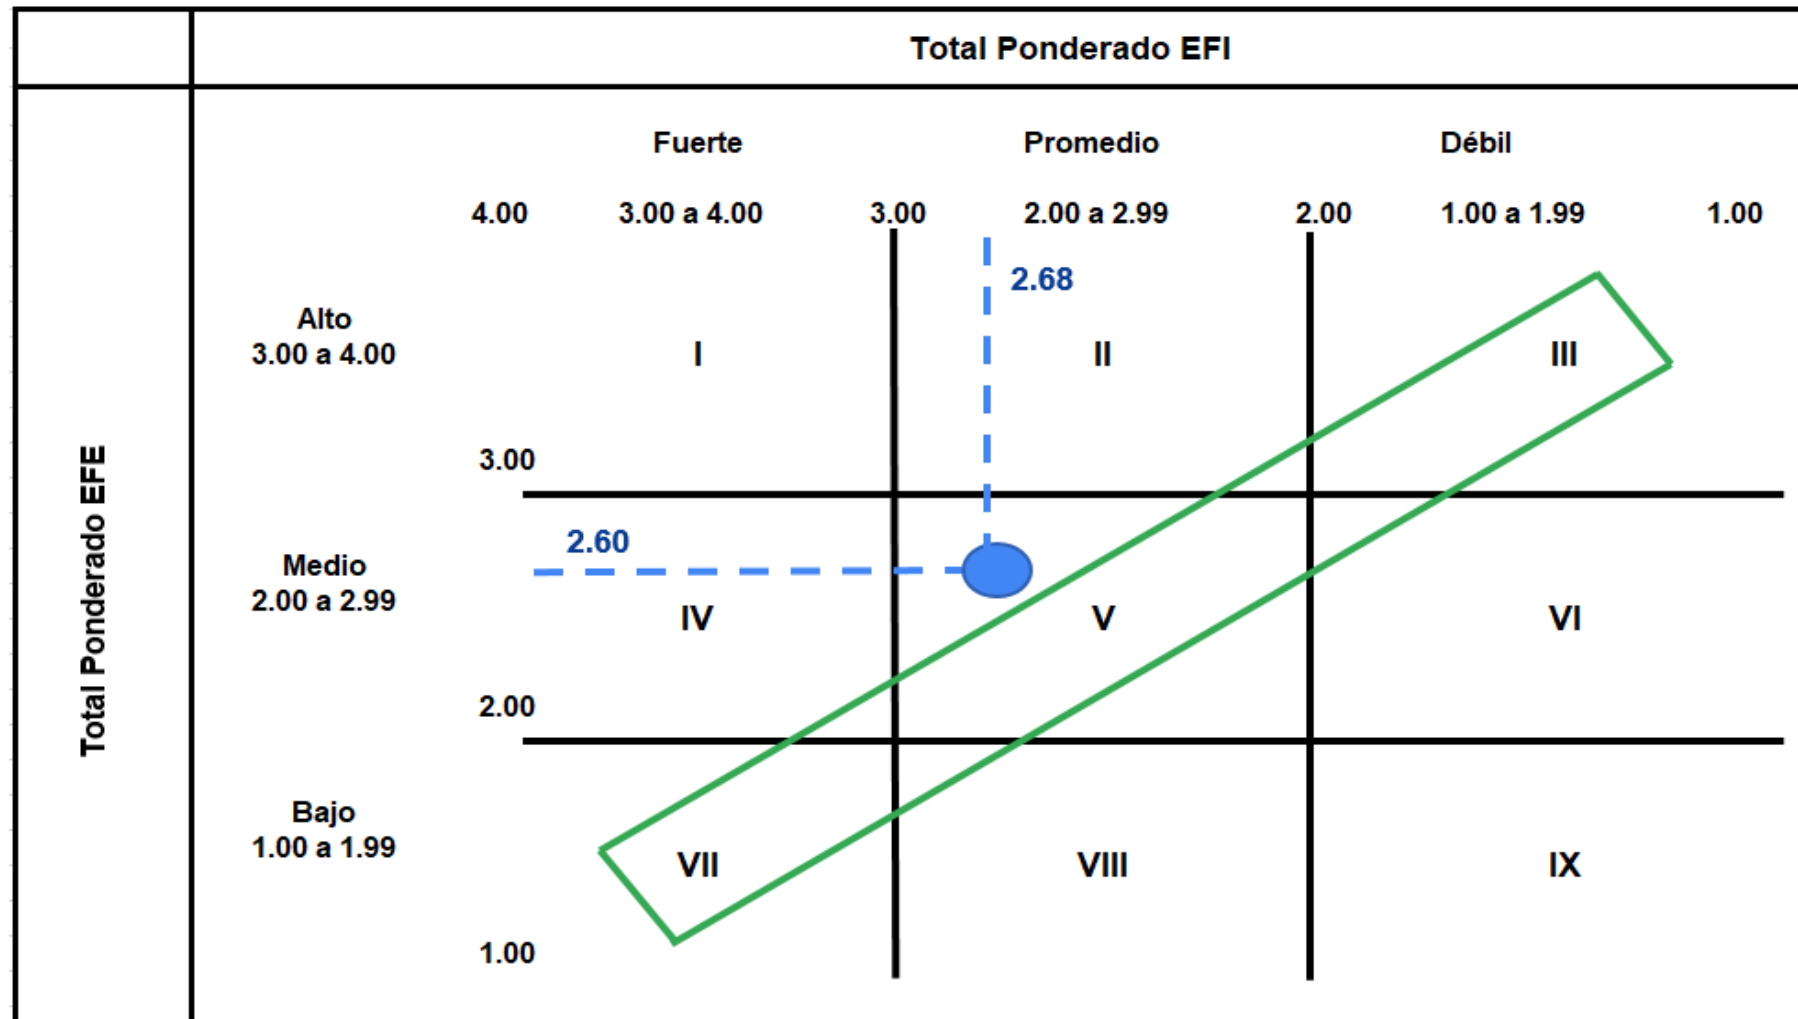 Total Ponderado EFI
Fuerte Promedio Débil
4.00 3.00 a 4.00 3.00 2.00 a 2.99 2.00 1.00 a 1.99 1.00
2.68
Alto
3.00 a 4.00
I II III
3.00
Total Ponderado EFE
2.60
Medio
2.00 a 2.99
IV V VI
2.00
Bajo
1.00 a 1.99
VII VIII IX
1.00